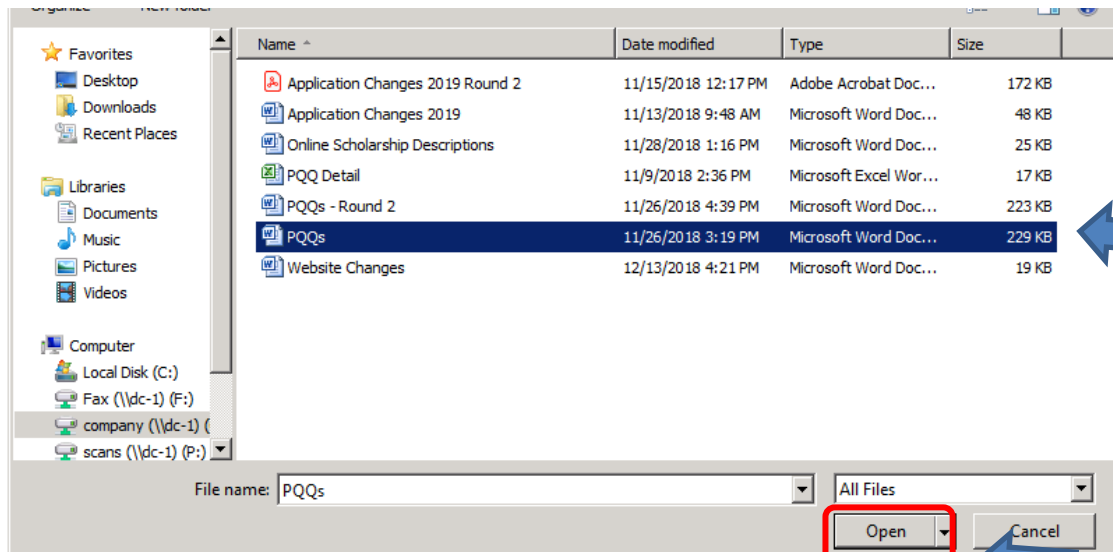 Organize New folder
Name Date modified Type Size
Favorites
Desktop
Downloads
Recent Places
Libraries
Documents
Music
Pictures
Videos
Computer
Local Disk (C:)
Fax (\\dc-1) (F:)
company (\\dc-1) (
scans (\\dc-1) (P:)
Application Changes 2019 Round 2 11/15/2018 12:17 PM Adobe Acrobat Doc... 172 KB
Application Changes 2019 11/13/2018 9:48 AM Microsoft Word Doc... 48 KB
Online Scholarship Descriptions 11/28/2018 1:16 PM Microsoft Word Doc... 25 KB
PQQ Detail 11/9/2018 2:36 PM Microsoft Excel Wor... 17 KB
PQQs - Round 2 11/26/2018 4:39 PM Microsoft Word Doc... 223 KB
PQQs 11/26/2018 3:19 PM Microsoft Word Doc... 229 KB
Website Changes 12/13/2018 4:21 PM Microsoft Word Doc... 19 KB
File name: PQQs All Files
Open Cancel